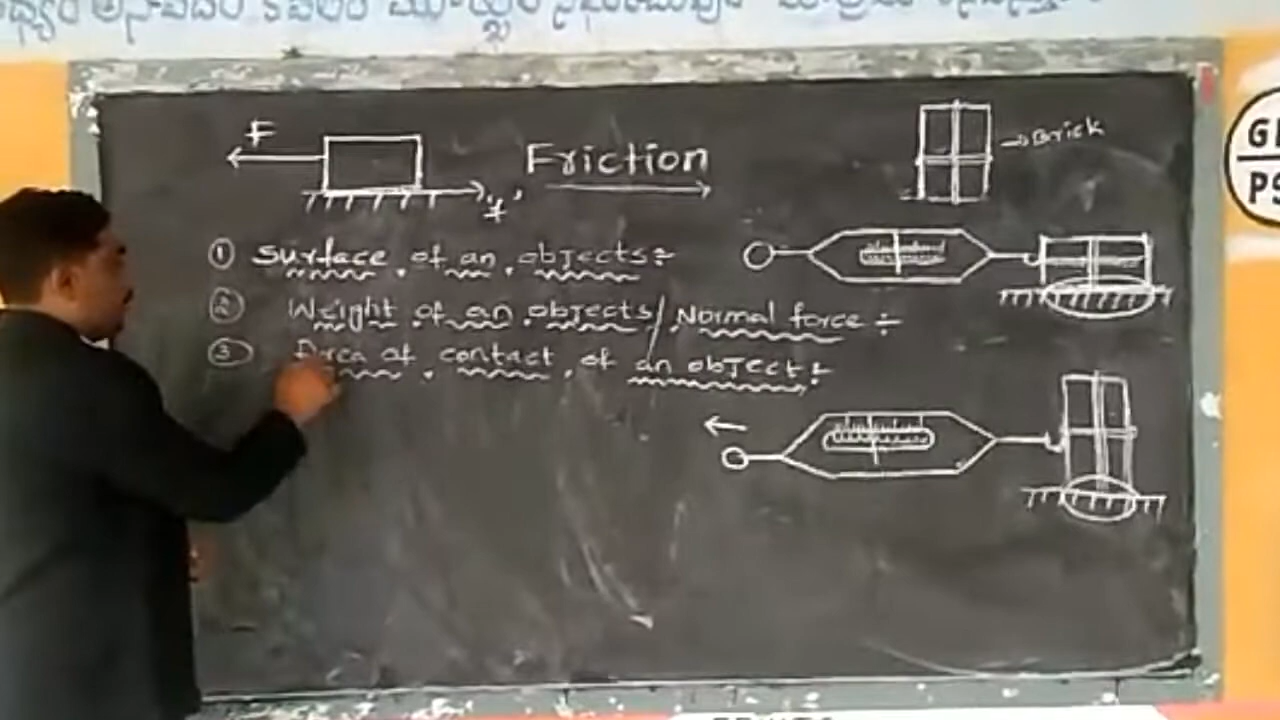 F
Friction
→ Brick
f
① Surface of an objects:-
② Weight of an objects/Normal force :-
③ Area of contact of an object:-